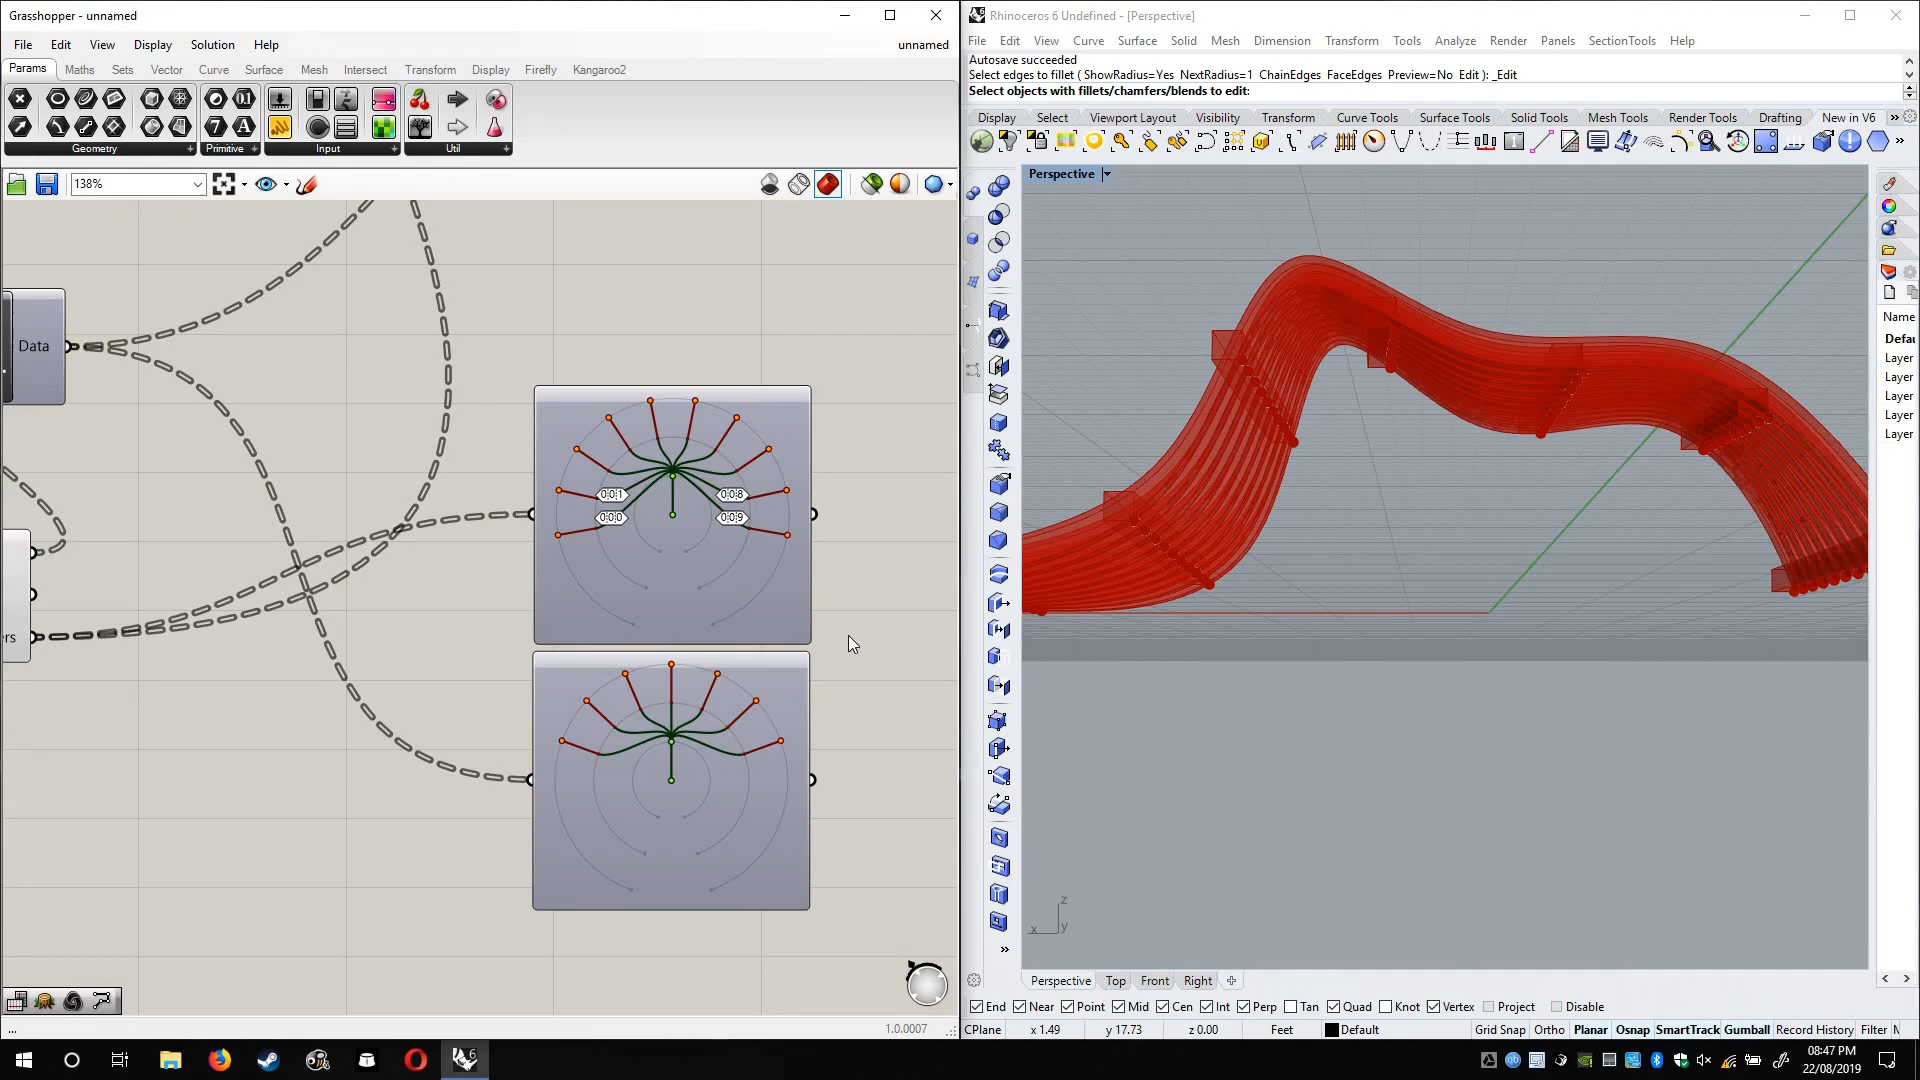 Grasshopper - unnamed
File Edit View Display Solution Help
unnamed
Params Maths Sets Vector Curve Surface Mesh Intersect Transform Display Firefly Kangaroo2
Geometry
Primitive
Input
Util
138%
Data
ers
0;0;1
0;0;0
0;0;8
0;0;9
...
1.0.0007
Rhinoceros 6 Undefined - [Perspective]
File Edit View Curve Surface Solid Mesh Dimension Transform Tools Analyze Render Panels SectionTools Help
Autosave succeeded
Select edges to fillet ( ShowRadius=Yes NextRadius=1 ChainEdges FaceEdges Preview=No Edit ): _Edit
Select objects with fillets/chamfers/blends to edit:
Display Select Viewport Layout Visibility Transform Curve Tools Surface Tools Solid Tools Mesh Tools Render Tools Drafting New in V6
Perspective
Name
Defau
Layer
Layer
Layer
Layer
Layer
z
x
y
Perspective Top Front Right
End Near Point Mid Cen Int Perp Tan Quad Knot Vertex Project Disable
CPlane x 1.49 y 17.73 z 0.00 Feet Default Grid Snap Ortho Planar Osnap SmartTrack Gumball Record History Filter
08:47 PM
22/08/2019